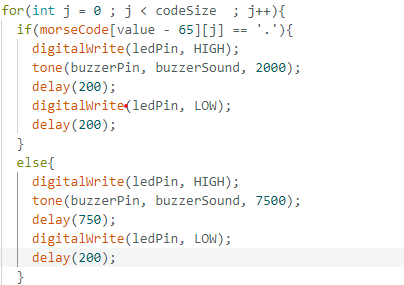 for(int j = 0 ; j < codeSize  ; j++){
  if(morseCode[value - 65][j] == '.'){
    digitalWrite(ledPin, HIGH);
    tone(buzzerPin, buzzerSound, 2000);
    delay(200);
    digitalWrite(ledPin, LOW);
    delay(200);
  }
  else{
    digitalWrite(ledPin, HIGH);
    tone(buzzerPin, buzzerSound, 7500);
    delay(750);
    digitalWrite(ledPin, LOW);
    delay(200);
  }